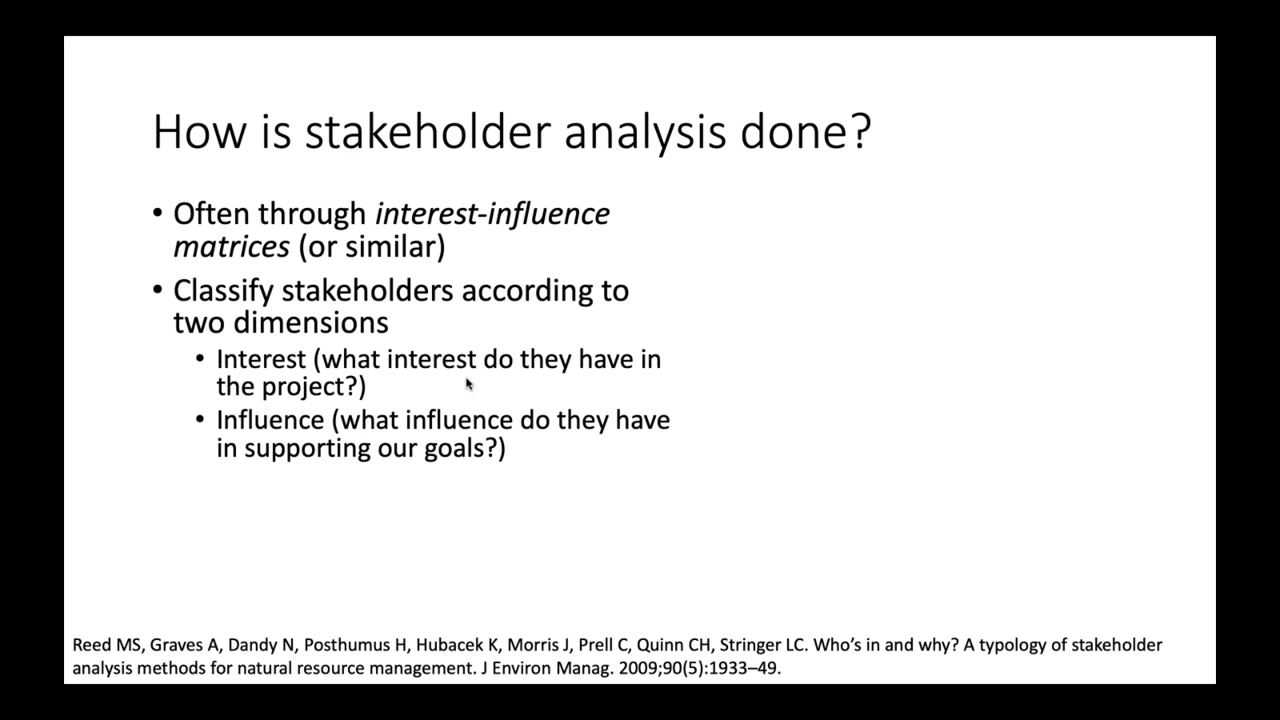 How is stakeholder analysis done?
• Often through interest-influence
matrices (or similar)
• Classify stakeholders according to
two dimensions
• Interest (what interest do they have in
the project?)
• Influence (what influence do they have
in supporting our goals?)
Reed MS, Graves A, Dandy N, Posthumus H, Hubacek K, Morris J, Prell C, Quinn CH, Stringer LC. Who’s in and why? A typology of stakeholder
analysis methods for natural resource management. J Environ Manag. 2009;90(5):1933–49.